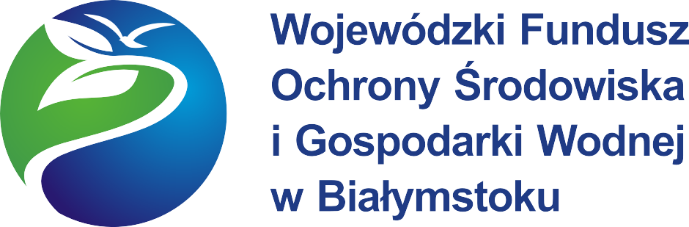 Wojewódzki Fundusz
Ochrony Środowiska
i Gospodarki Wodnej
w Białymstoku